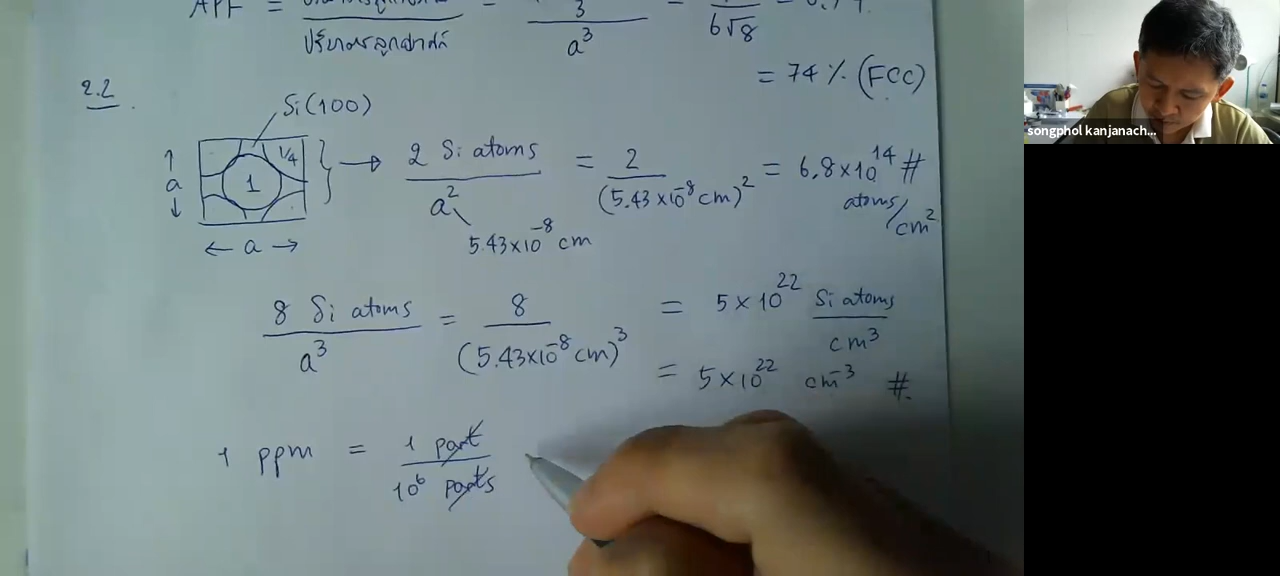 APF =
ปริมาตรลูกบาศก์
3
a³
6√8
= 74 % (FCC)
2.2
Si (100)
1/4
1
a
a
2 Si atoms / a² = 2 / (5.43×10⁻⁸ cm)² = 6.8×10¹⁴ #
atoms/cm²
5.43×10⁻⁸ cm
8 Si atoms / a³ = 8 / (5.43×10⁻⁸ cm)³ = 5 × 10²² Si atoms / cm³
= 5 × 10²² cm⁻³ #
1 ppm = 1 part / 10⁶ parts
songphol kanjanach...